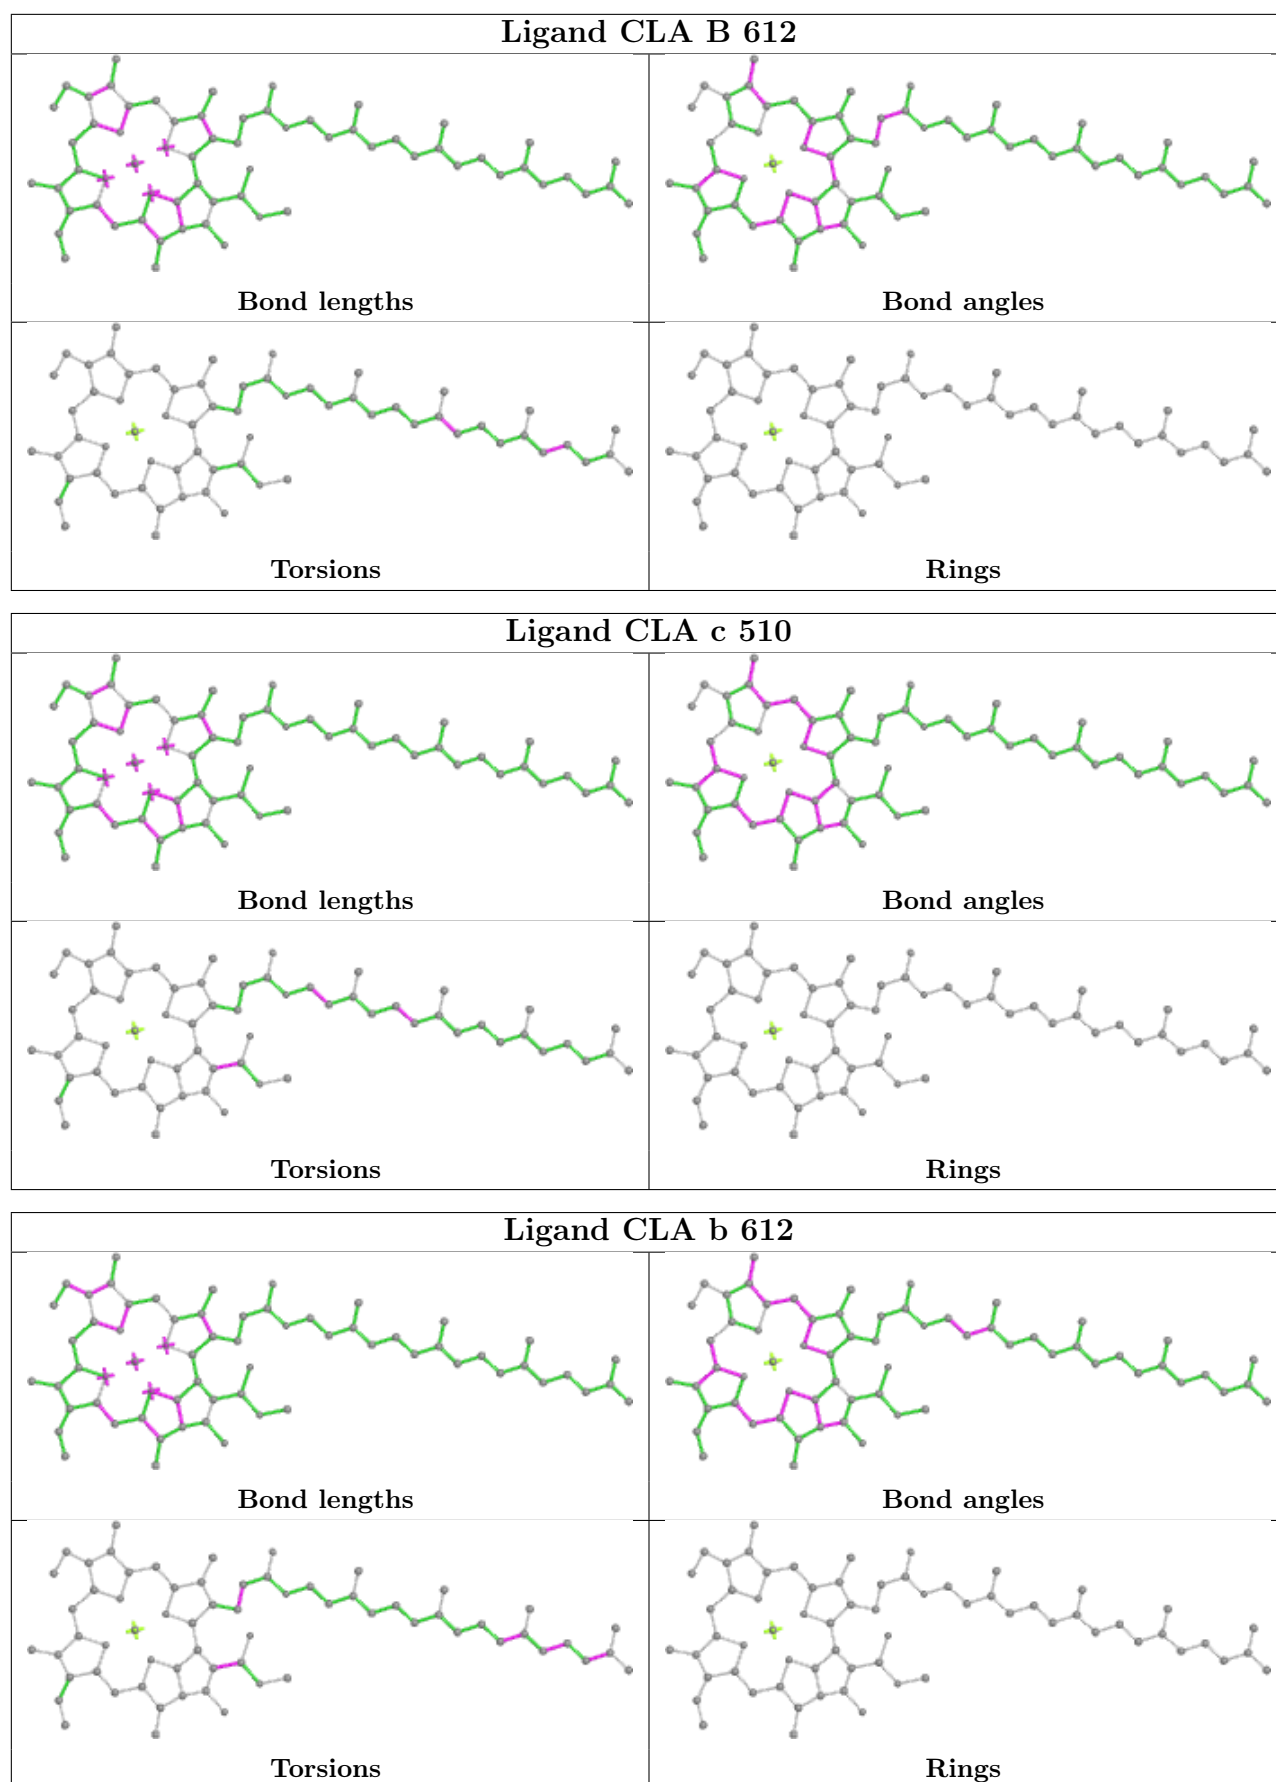 Ligand CLA B 612
Bond lengths
Bond angles
Torsions
Rings
Ligand CLA c 510
Bond lengths
Bond angles
Torsions
Rings
Ligand CLA b 612
Bond lengths
Bond angles
Torsions
Rings